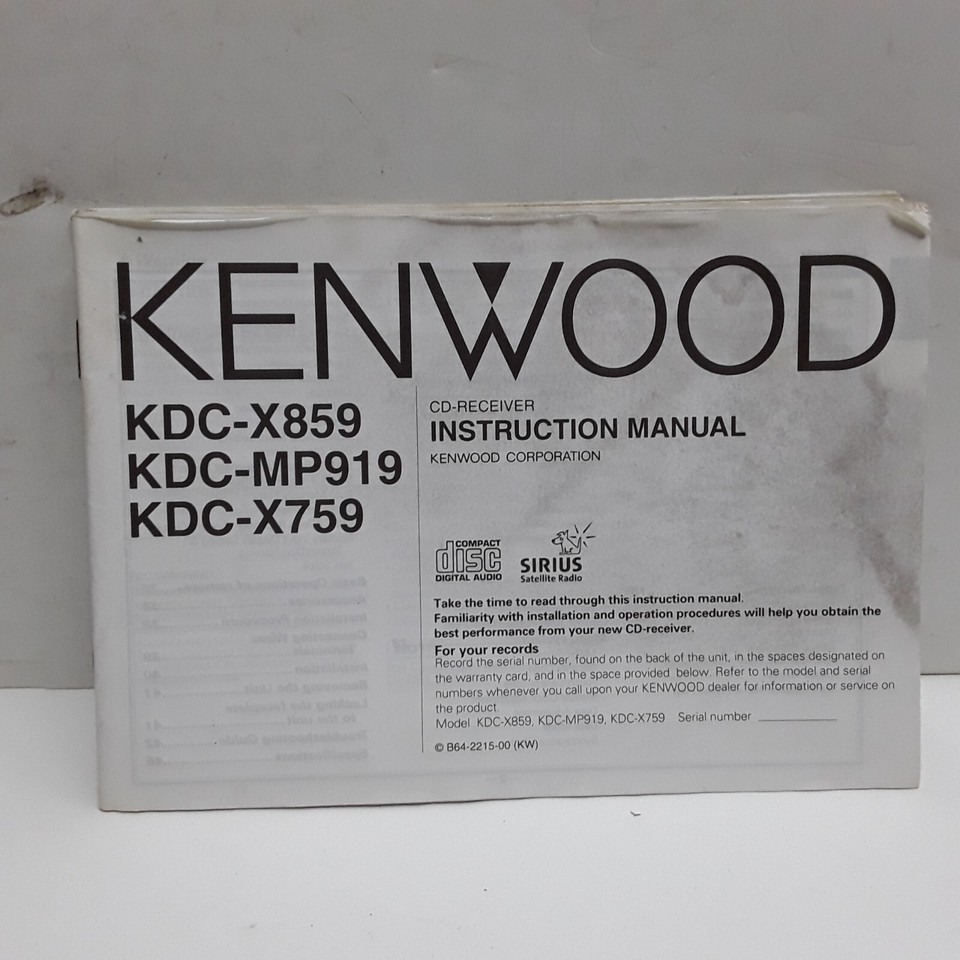 KENWOOD
KDC-X859
KDC-MP919
KDC-X759
CD-RECEIVER
INSTRUCTION MANUAL
KENWOOD CORPORATION
COMPACT
disc
DIGITAL AUDIO
SIRIUS
Satellite Radio
Take the time to read through this instruction manual.
Familiarity with installation and operation procedures will help you obtain the
best performance from your new CD-receiver.
For your records
Record the serial number, found on the back of the unit, in the spaces designated on
the warranty card, and in the space provided below. Refer to the model and serial
numbers whenever you call upon your KENWOOD dealer for information or service on
the product.
Model KDC-X859, KDC-MP919, KDC-X759 Serial number
© B64-2215-00 (KW)